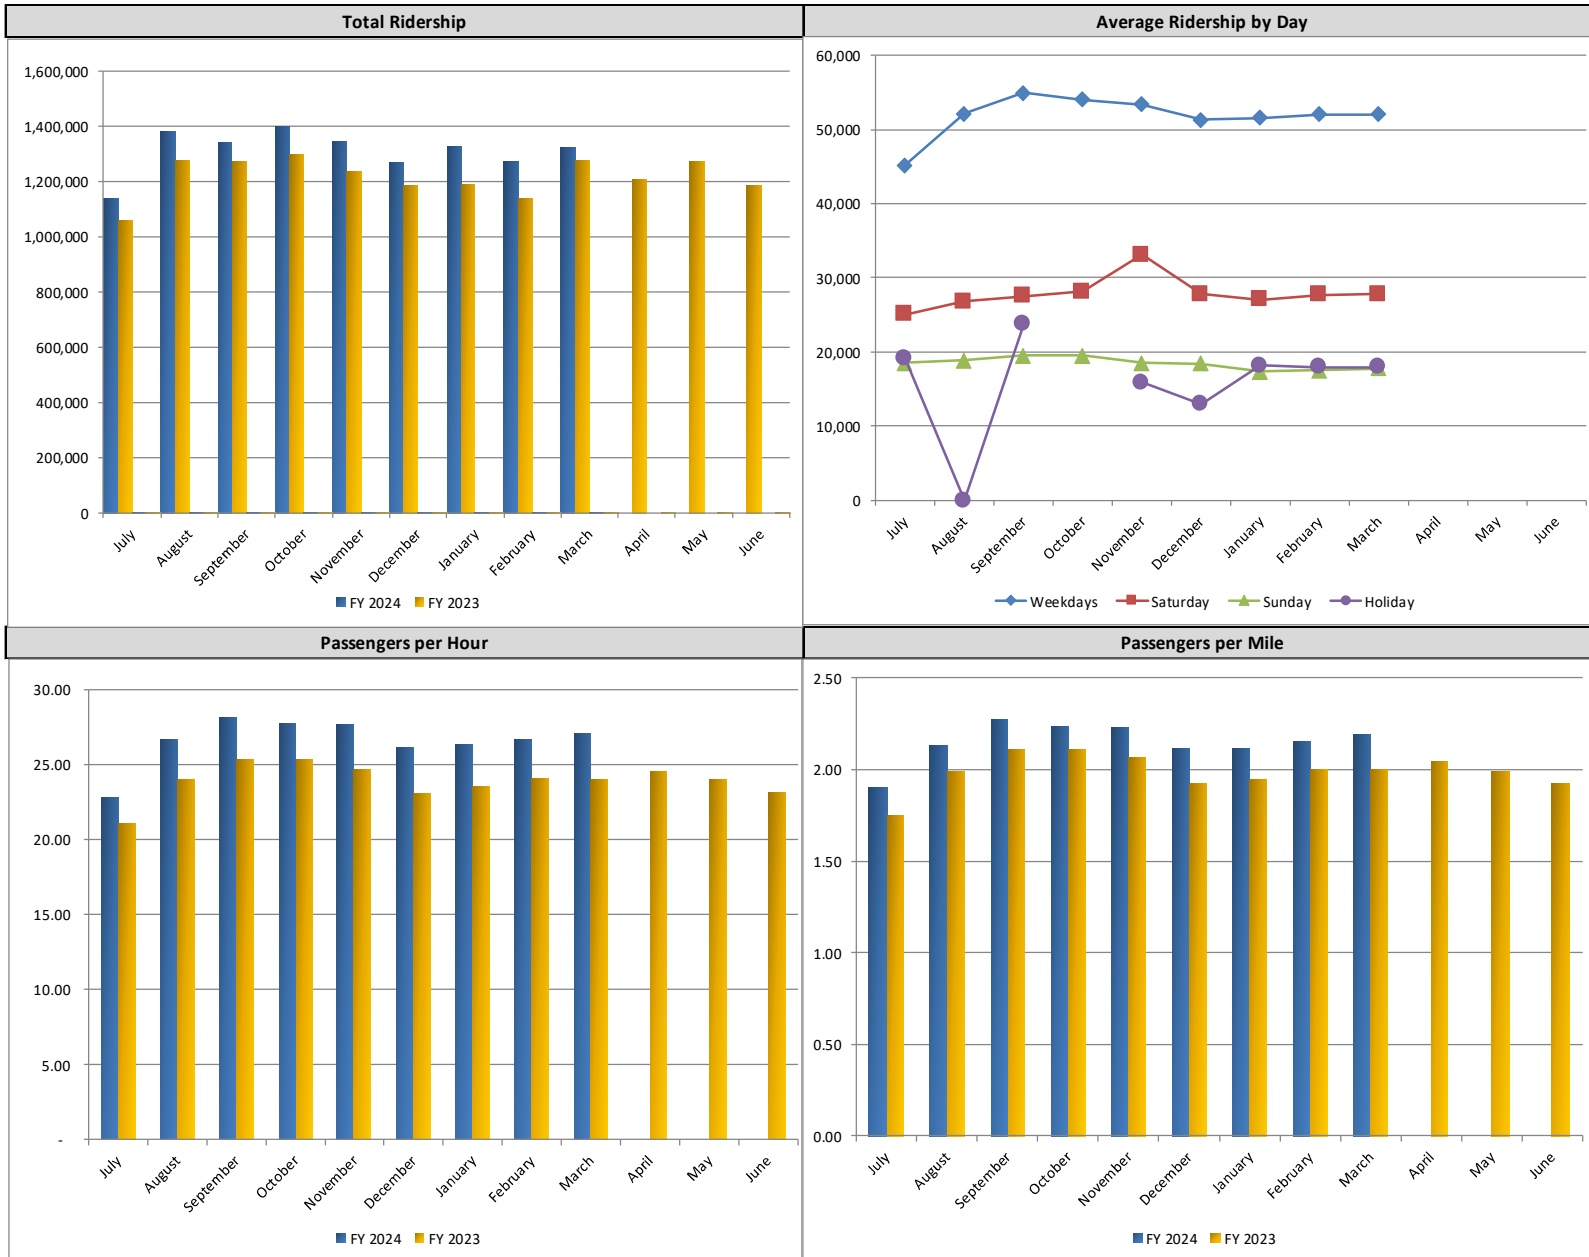 Total Ridership
1,600,000
1,400,000
1,200,000
1,000,000
800,000
600,000
400,000
200,000
0
July August September October November December January February March April May June
FY 2024 FY 2023
Average Ridership by Day
60,000
50,000
40,000
30,000
20,000
10,000
0
July August September October November December January February March April May June
Weekdays Saturday Sunday Holiday
Passengers per Hour
30.00
25.00
20.00
15.00
10.00
5.00
-
July August September October November December January February March April May June
FY 2024 FY 2023
Passengers per Mile
2.50
2.00
1.50
1.00
0.50
0.00
July August September October November December January February March April May June
FY 2024 FY 2023